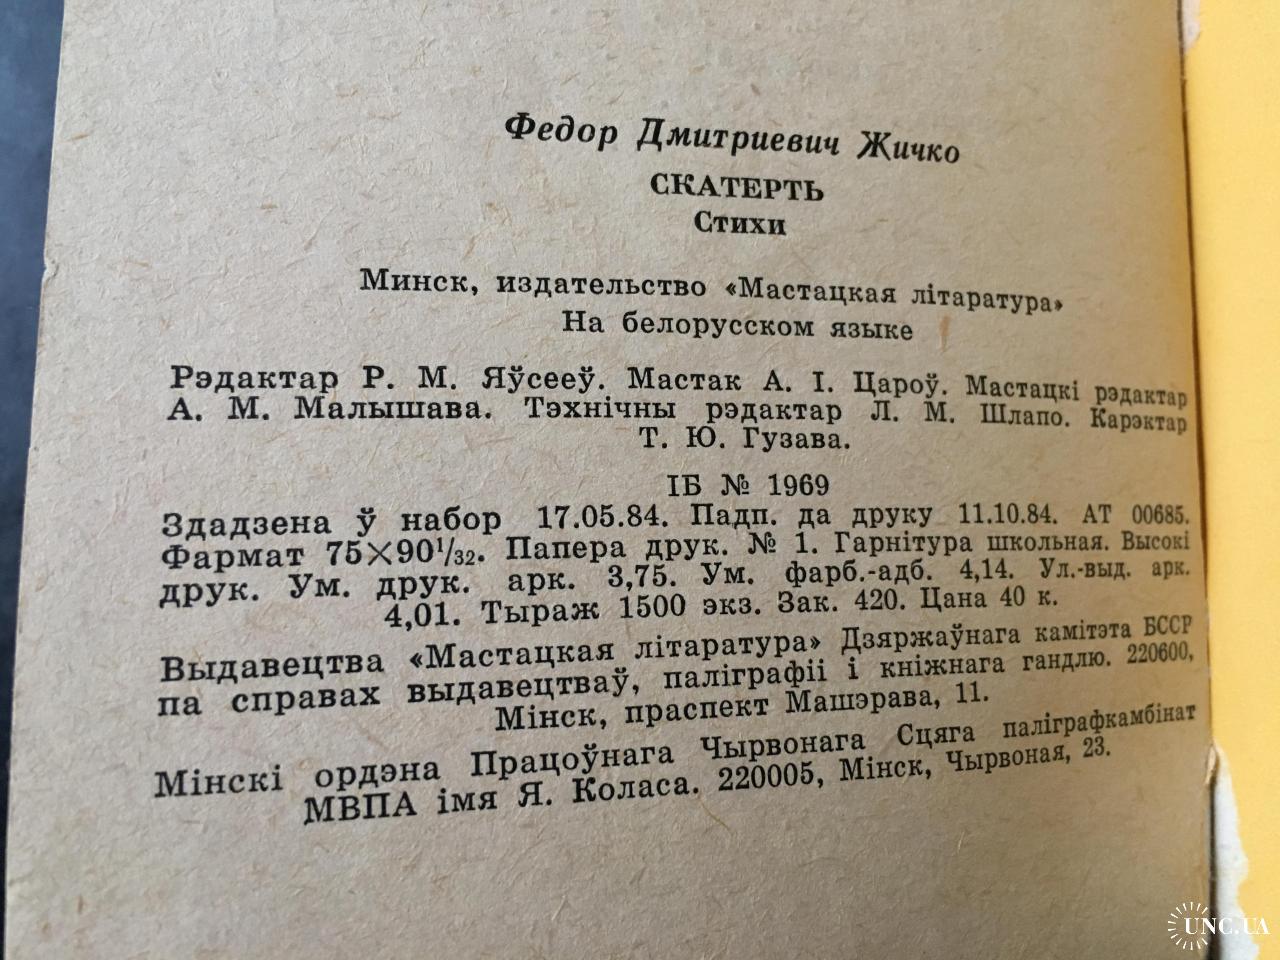 Федор Дмитриевич Жичко
СКАТЕРТЬ
Стихи
Минск, издательство «Мастацкая літаратура»
На белорусском языке
Рэдактар Р. М. Яўсееў. Мастак А. І. Цароў. Мастацкі рэдактар
А. М. Малышава. Тэхнічны рэдактар Л. М. Шлапо. Карэктар
Т. Ю. Гузава.
ІБ № 1969
Здадзена ў набор 17.05.84. Падп. да друку 11.10.84. АТ 00685.
Фармат 75×90¹/₃₂. Папера друк. № 1. Гарнітура школьная. Высокі
друк. Ум. друк. арк. 3,75. Ум. фарб.-адб. 4,14. Ул.-выд. арк.
4,01. Тыраж 1500 экз. Зак. 420. Цана 40 к.
Выдавецтва «Мастацкая літаратура» Дзяржаўнага камітэта БССР
па справах выдавецтваў, паліграфіі і кніжнага гандлю. 220600,
Мінск, праспект Машэрава, 11.
Мінскі ордэна Працоўнага Чырвонага Сцяга паліграфкамбінат
МВПА імя Я. Коласа. 220005, Мінск, Чырвоная, 23.
UNC.UA